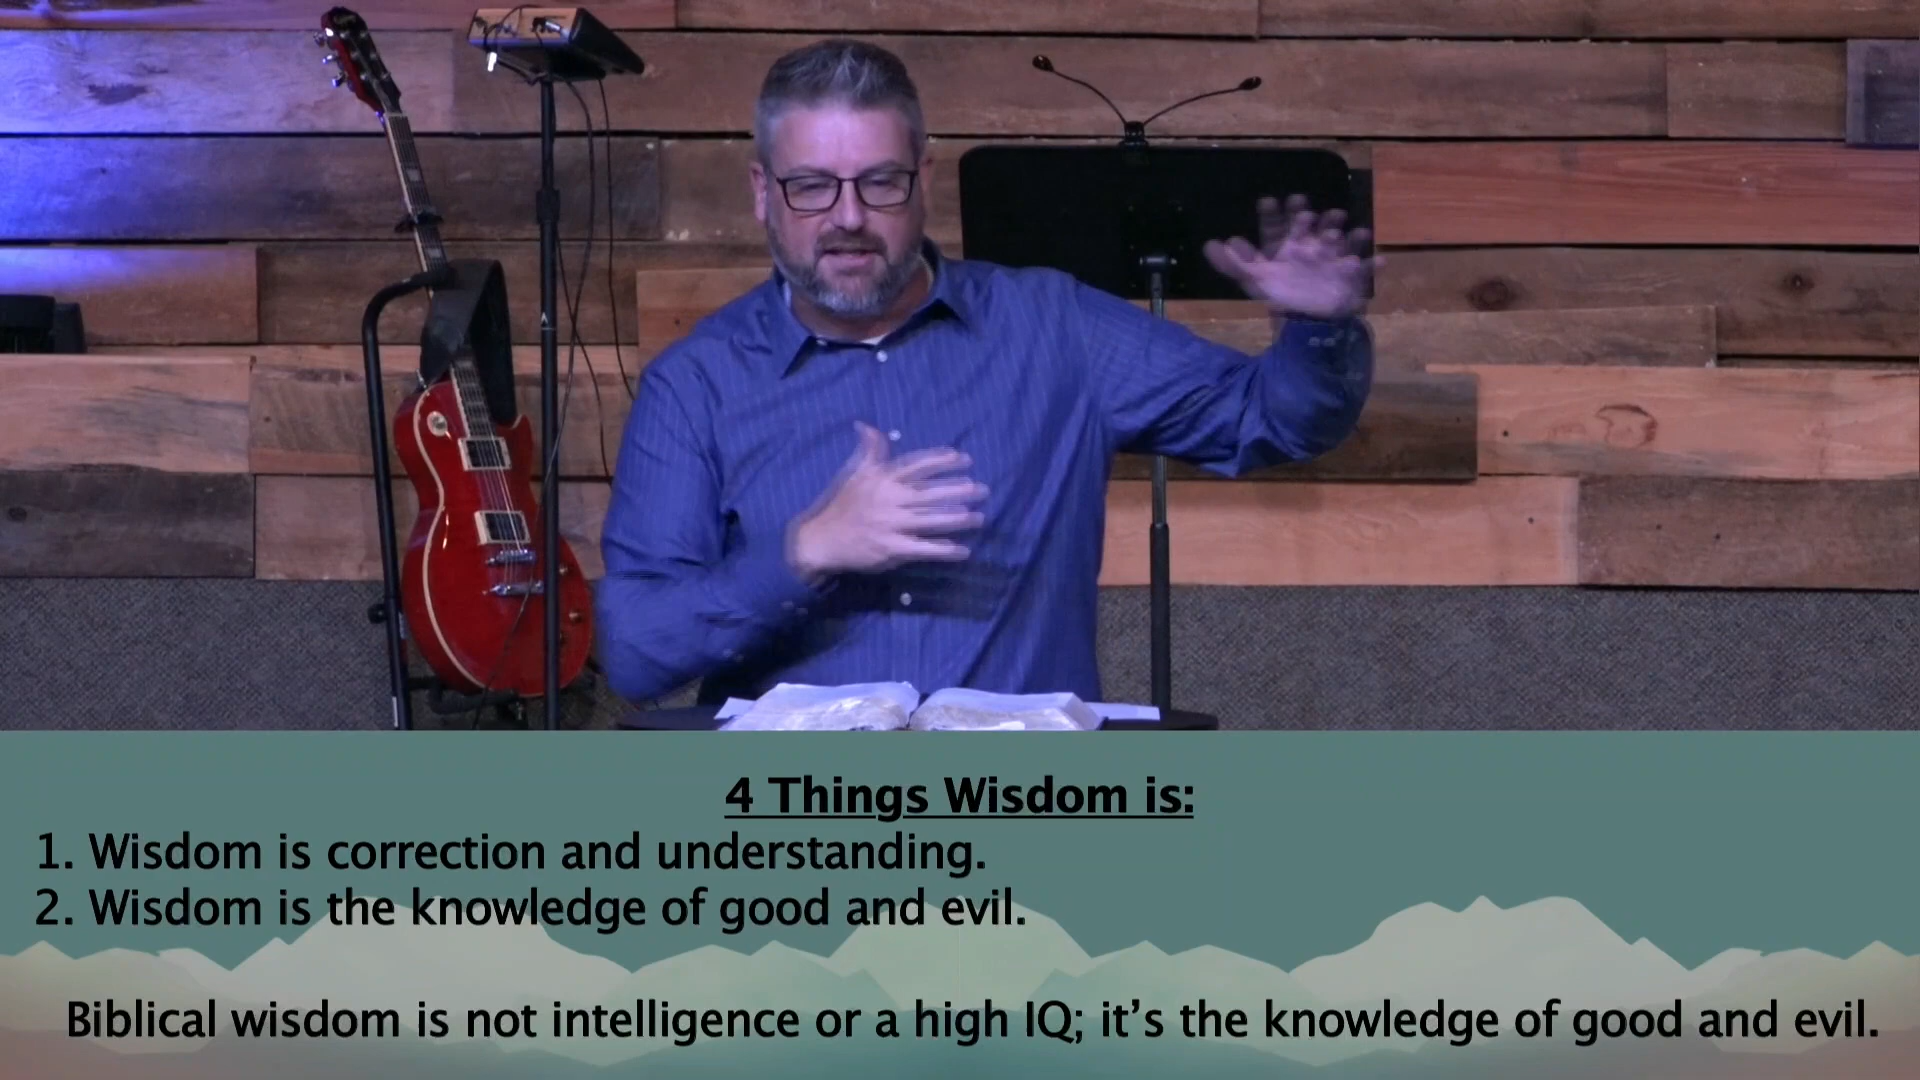 4 Things Wisdom is:
1. Wisdom is correction and understanding.
2. Wisdom is the knowledge of good and evil.
Biblical wisdom is not intelligence or a high IQ; it's the knowledge of good and evil.